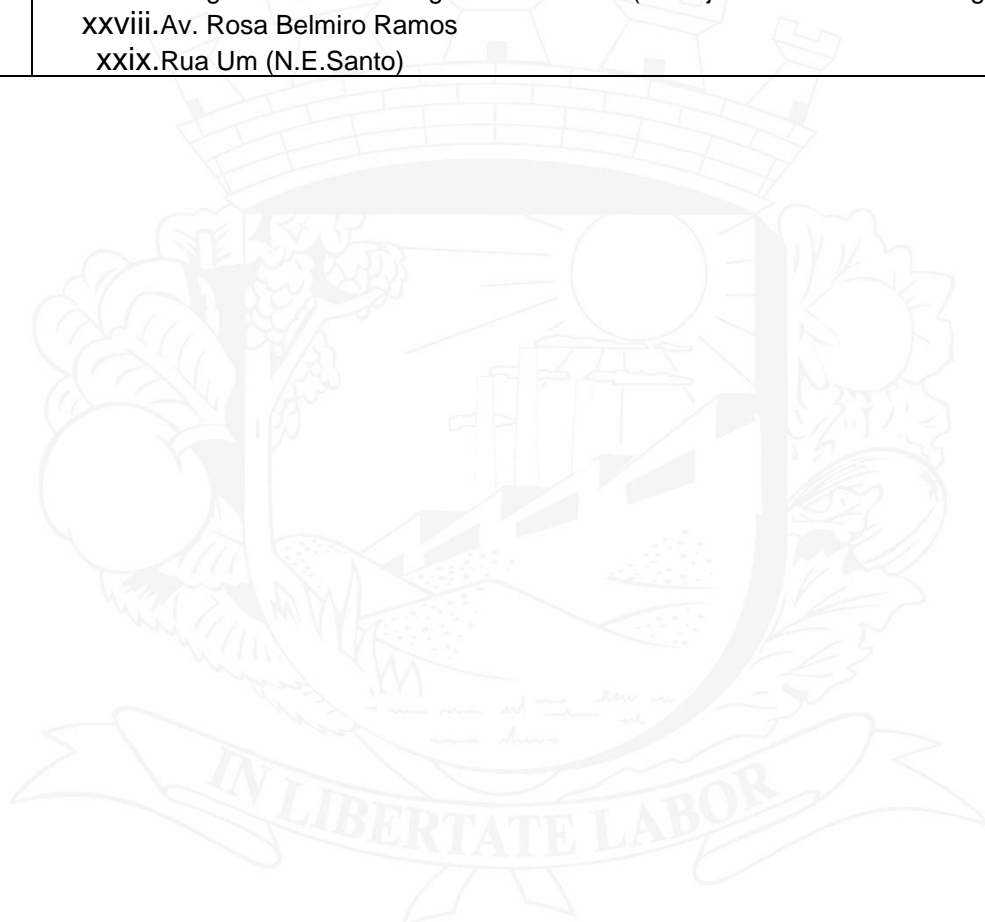 xxviii.Av. Rosa Belmiro Ramos
xxix.Rua Um (N.E.Santo)
IN LIBERTATE LABOR